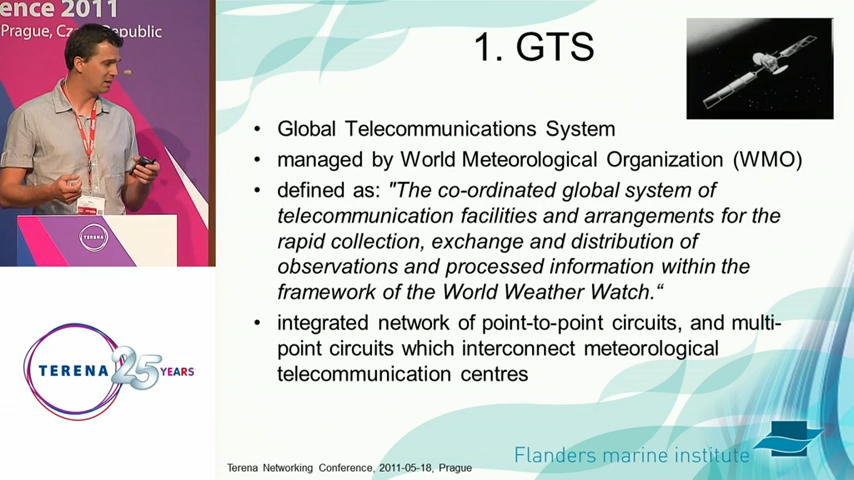 ence 2011
Prague, Cz Republic
TERENA
TERENA 25 YEARS
1. GTS
• Global Telecommunications System
• managed by World Meteorological Organization (WMO)
• defined as: "The co-ordinated global system of
telecommunication facilities and arrangements for the
rapid collection, exchange and distribution of
observations and processed information within the
framework of the World Weather Watch.“
• integrated network of point-to-point circuits, and multi-
point circuits which interconnect meteorological
telecommunication centres
Flanders marine institute
Terena Networking Conference, 2011-05-18, Prague